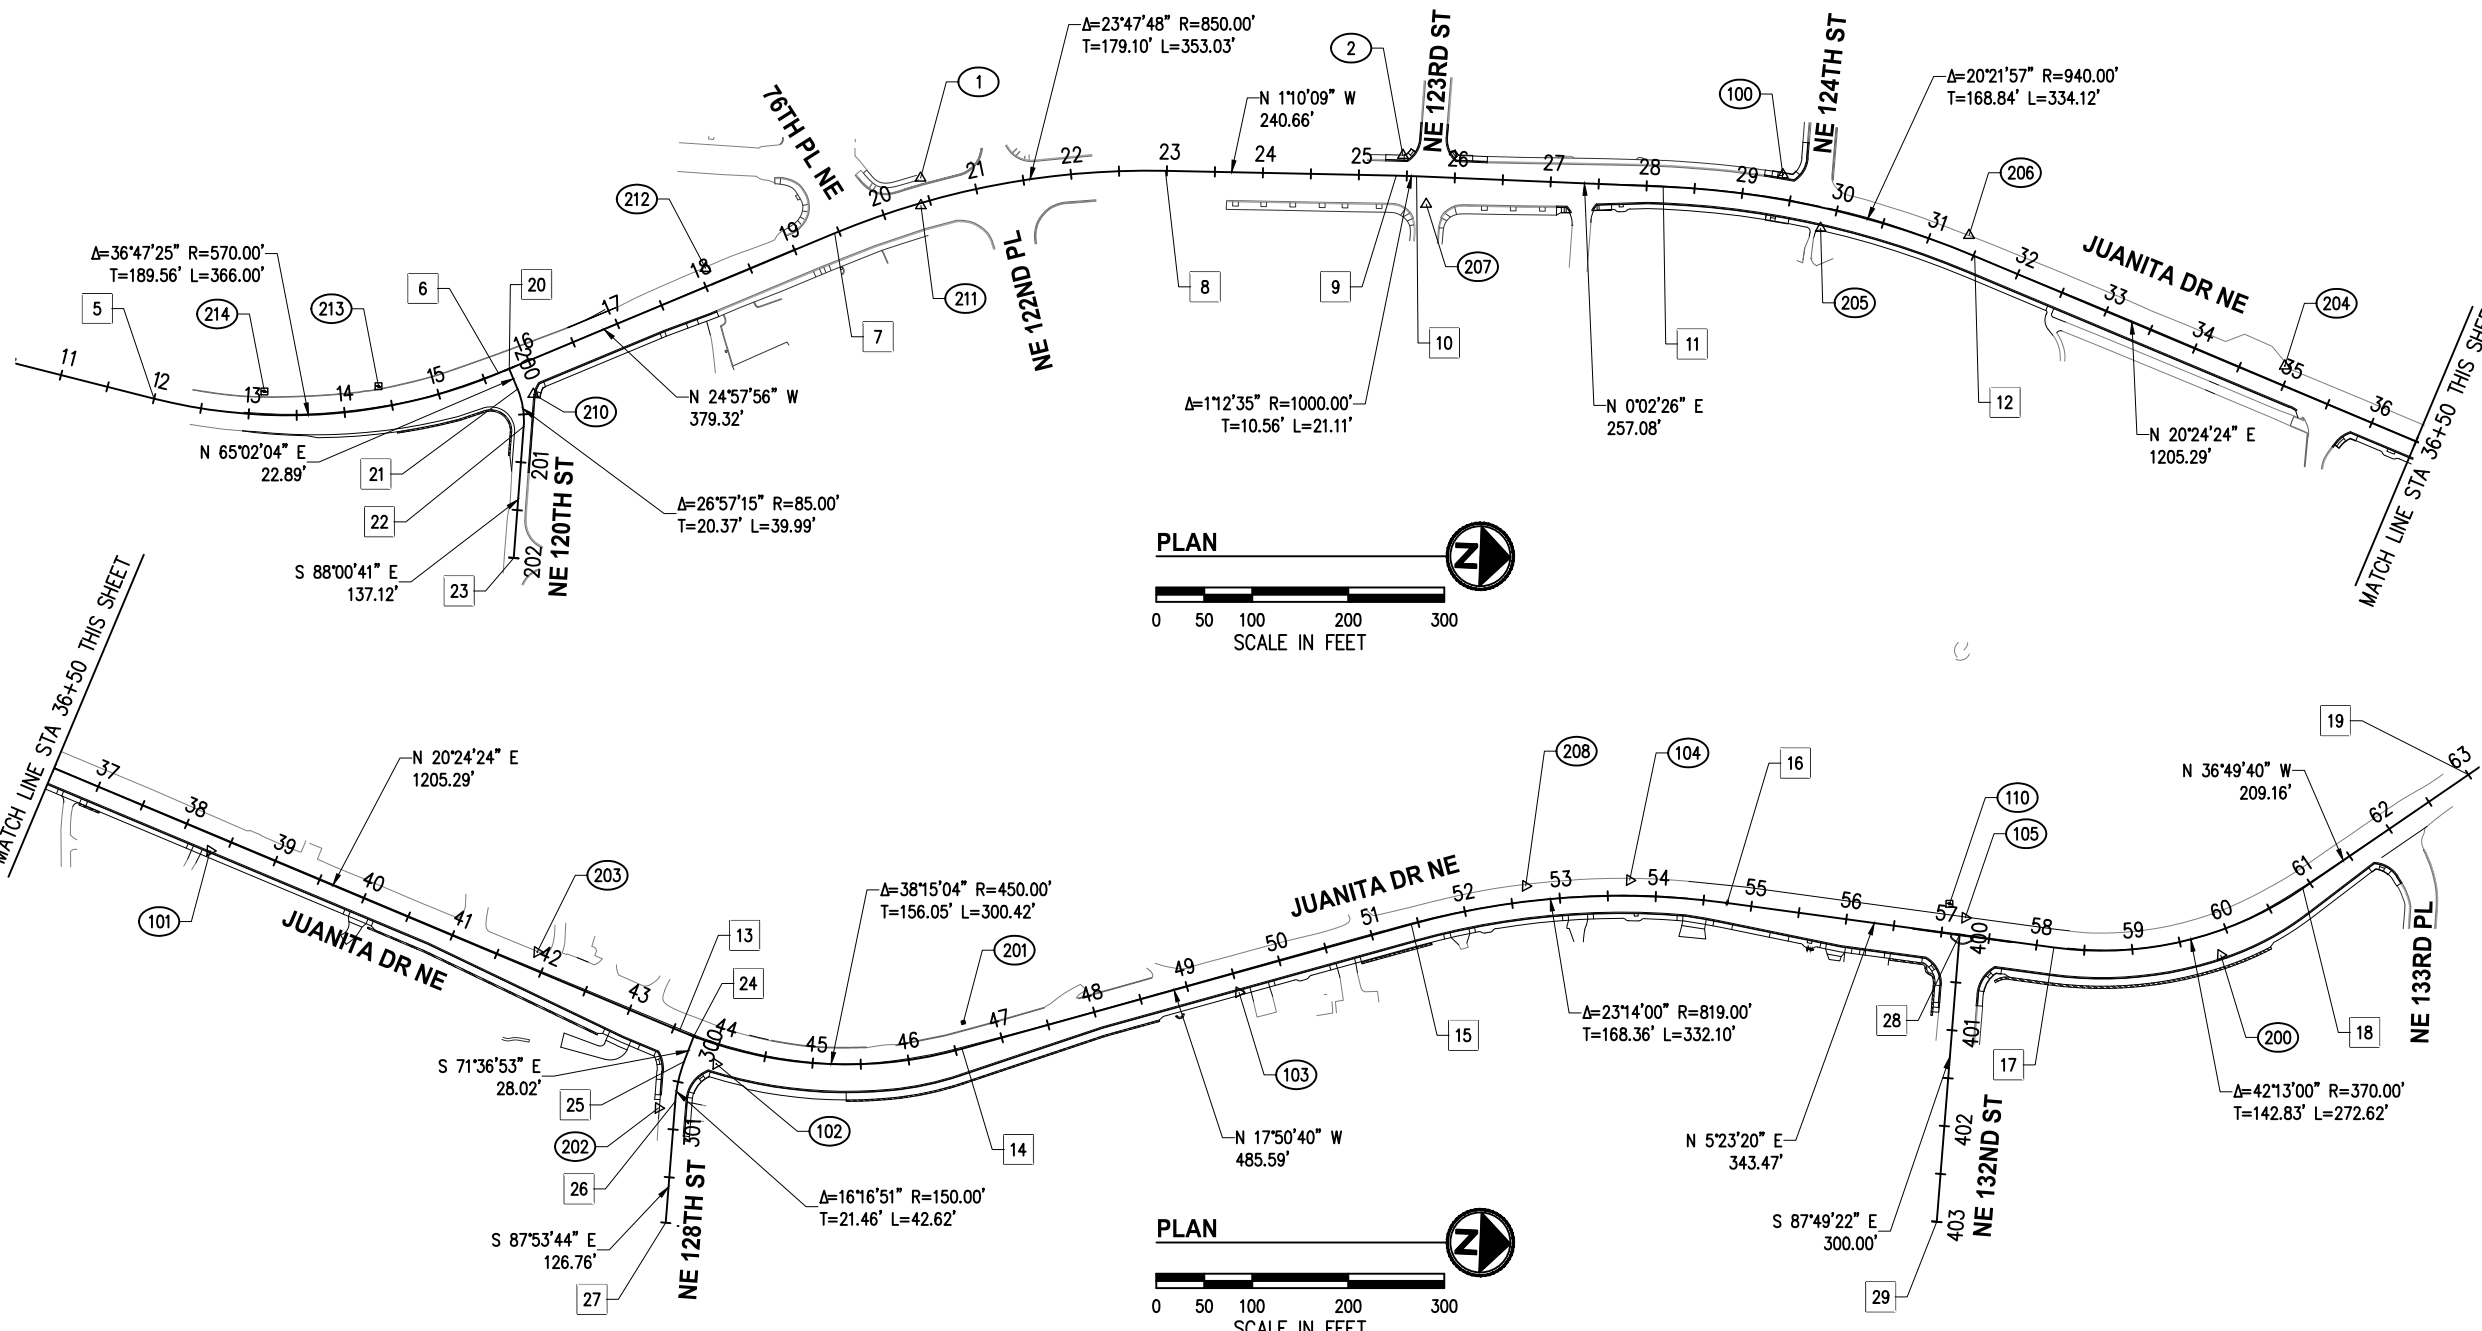 Δ=23°47'48" R=850.00'
T=179.10' L=353.03'
2
NE 123RD ST
NE 124TH ST
1
76TH PL NE
N 1°10'09" W
240.66'
100
Δ=20°21'57" R=940.00'
T=168.84' L=334.12'
212
206
Δ=36°47'25" R=570.00'
T=189.56' L=366.00'
5
214
213
6
20
NE 122ND PL
211
7
8
9
207
10
11
205
JUANITA DR NE
204
11
12
13
14
15
16
17
18
19
20
21
22
23
24
25
26
27
28
29
30
31
32
33
34
35
36
200
201
202
N 24°57'56" W
379.32'
210
N 65°02'04" E
22.89'
21
22
Δ=26°57'15" R=85.00'
T=20.37' L=39.99'
S 88°00'41" E
137.12'
23
NE 120TH ST
Δ=1°12'35" R=1000.00'
T=10.56' L=21.11'
N 0°02'26" E
257.08'
12
N 20°24'24" E
1205.29'
MATCH LINE STA 36+50 THIS SHEET
PLAN
N
0 50 100 200 300
SCALE IN FEET
MATCH LINE STA 36+50 THIS SHEET
N 20°24'24" E
1205.29'
37
38
39
40
41
42
43
44
45
46
47
48
49
50
51
52
53
54
55
56
57
58
59
60
61
62
63
101
JUANITA DR NE
203
13
24
Δ=38°15'04" R=450.00'
T=156.05' L=300.42'
201
JUANITA DR NE
208
104
16
110
105
19
N 36°49'40" W
209.16'
S 71°36'53" E
28.02'
25
202
26
300
301
102
14
103
15
Δ=23°14'00" R=819.00'
T=168.36' L=332.10'
N 17°50'40" W
485.59'
28
17
200
18
NE 133RD PL
Δ=42°13'00" R=370.00'
T=142.83' L=272.62'
N 5°23'20" E
343.47'
400
401
402
403
NE 132ND ST
S 87°49'22" E
300.00'
29
Δ=16°16'51" R=150.00'
T=21.46' L=42.62'
S 87°53'44" E
126.76'
27
NE 128TH ST
PLAN
N
0 50 100 200 300
SCALE IN FEET